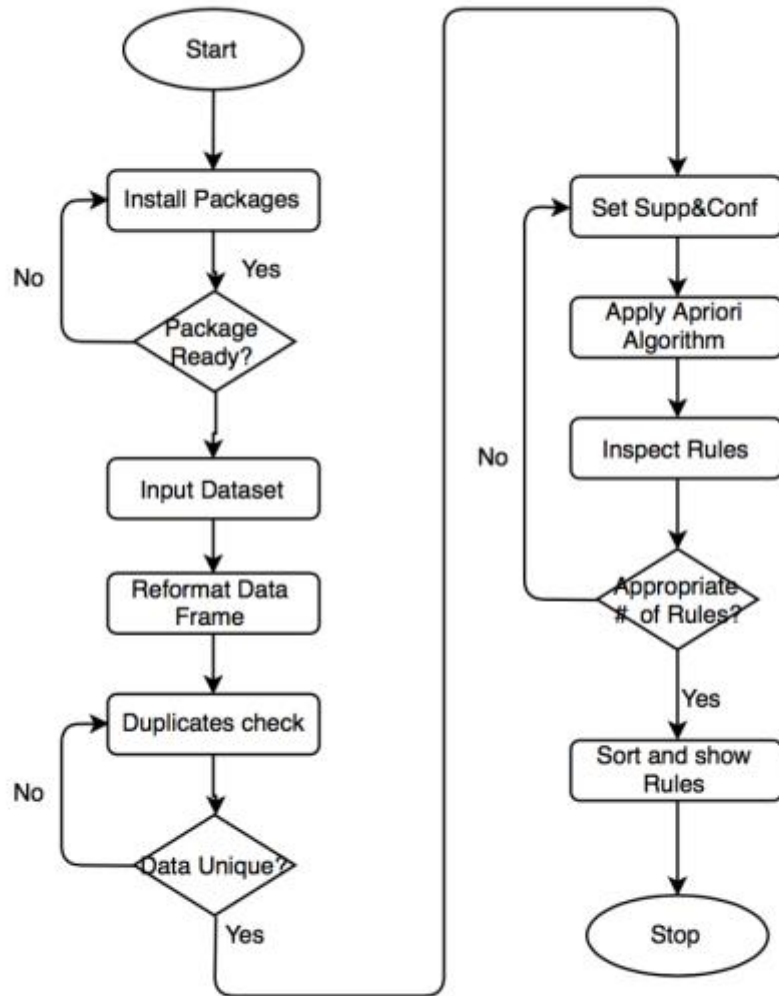 Start
Install Packages
Yes
No
Package
Ready?
Input Dataset
Reformat Data
Frame
Duplicates check
No
Data Unique?
Yes
Set Supp&Conf
Apply Apriori
Algorithm
Inspect Rules
No
Appropriate
# of Rules?
Yes
Sort and show
Rules
Stop